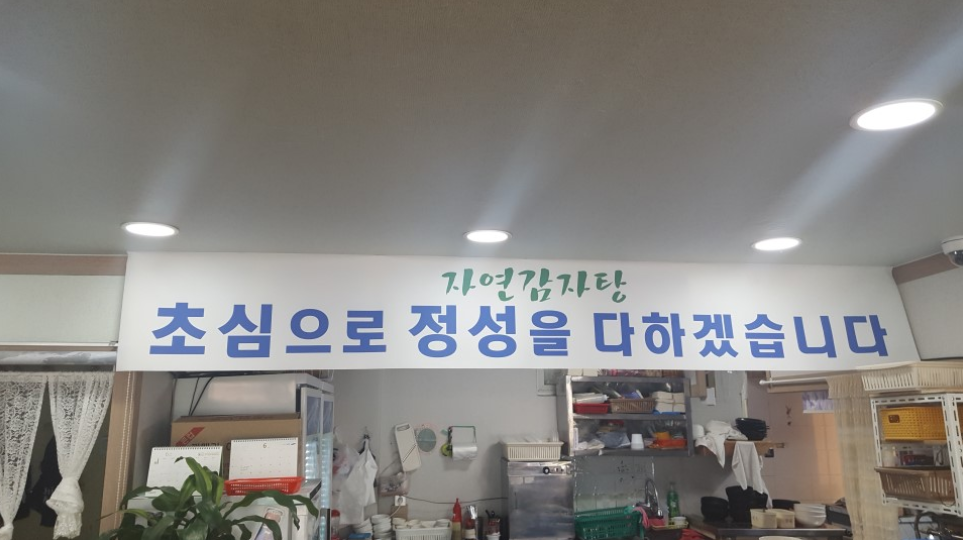 자연감자탕
초심으로 정성을 다하겠습니다